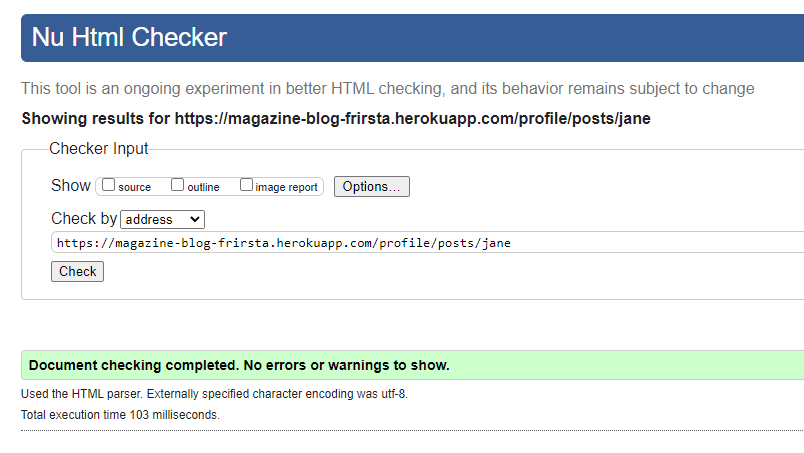 Nu Html Checker
This tool is an ongoing experiment in better HTML checking, and its behavior remains subject to change
Showing results for https://magazine-blog-frirsta.herokuapp.com/profile/posts/jane
Checker Input
Show source outline image report Options...
Check by address
https://magazine-blog-frirsta.herokuapp.com/profile/posts/jane
Check
Document checking completed. No errors or warnings to show.
Used the HTML parser. Externally specified character encoding was utf-8.
Total execution time 103 milliseconds.